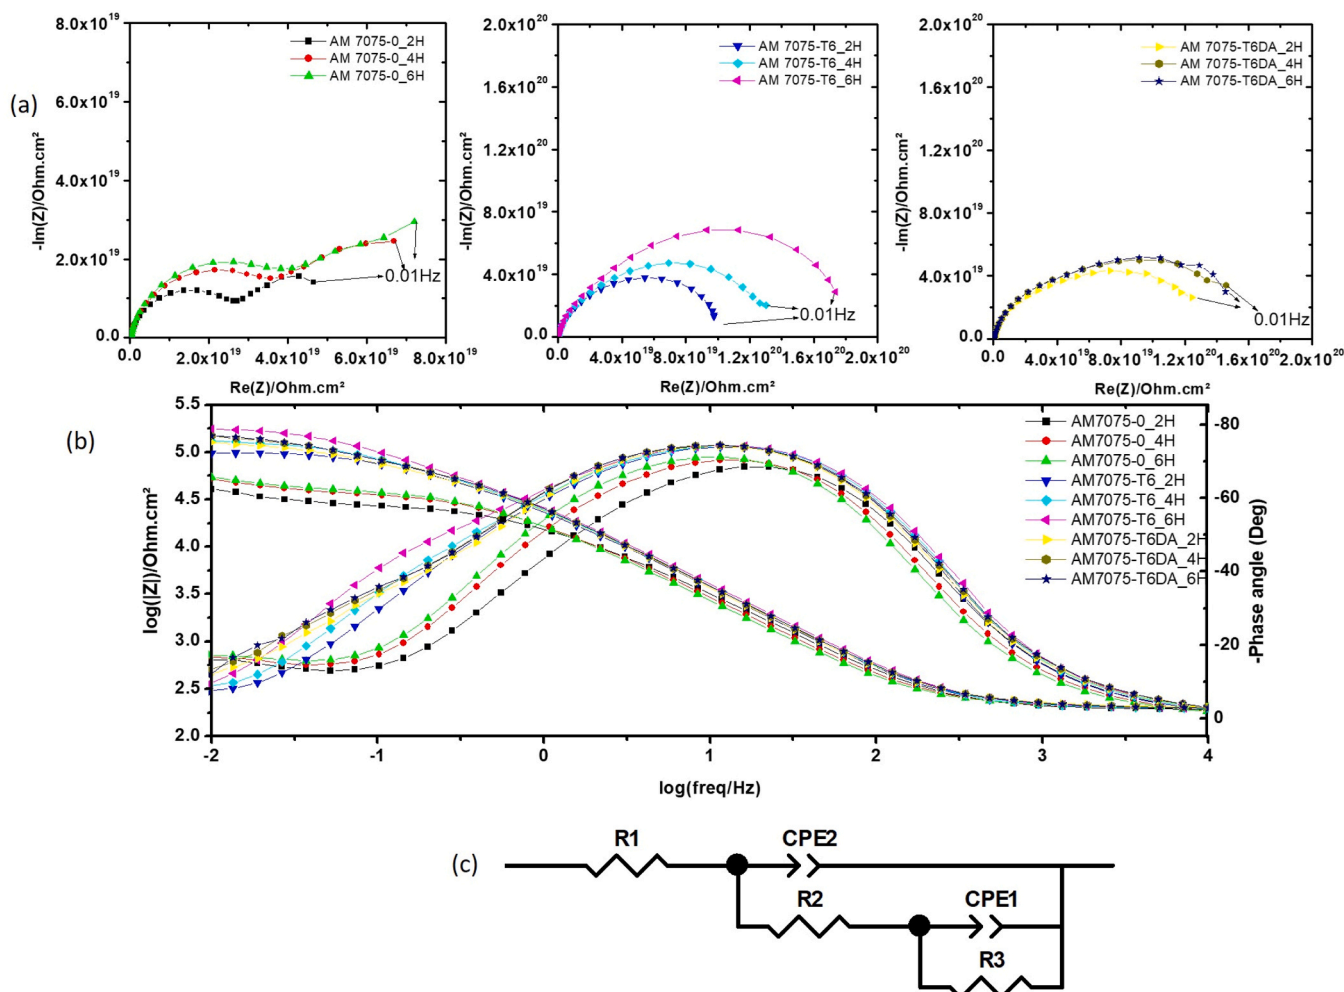 (a)
8.0x10¹⁹
6.0x10¹⁹
4.0x10¹⁹
2.0x10¹⁹
0.0
-Im(Z)/Ohm.cm²
AM 7075-0_2H
AM 7075-0_4H
AM 7075-0_6H
0.01Hz
0.0 2.0x10¹⁹ 4.0x10¹⁹ 6.0x10¹⁹ 8.0x10¹⁹
Re(Z)/Ohm.cm²
2.0x10²⁰
1.6x10²⁰
1.2x10²⁰
8.0x10¹⁹
4.0x10¹⁹
0.0
-Im(Z)/Ohm.cm²
AM 7075-T6_2H
AM 7075-T6_4H
AM 7075-T6_6H
0.01Hz
0.0 4.0x10¹⁹ 8.0x10¹⁹ 1.2x10²⁰ 1.6x10²⁰ 2.0x10²⁰
Re(Z)/Ohm.cm²
2.0x10²⁰
1.6x10²⁰
1.2x10²⁰
8.0x10¹⁹
4.0x10¹⁹
0.0
-Im(Z)/Ohm.cm²
AM 7075-T6DA_2H
AM 7075-T6DA_4H
AM 7075-T6DA_6H
0.01Hz
0.0 4.0x10¹⁹ 8.0x10¹⁹ 1.2x10²⁰ 1.6x10²⁰ 2.0x10²⁰
Re(Z)/Ohm.cm²
(b)
5.5
5.0
4.5
4.0
3.5
3.0
2.5
2.0
log(|Z|)/Ohm.cm²
AM7075-0_2H
AM7075-0_4H
AM7075-0_6H
AM7075-T6_2H
AM7075-T6_4H
AM7075-T6_6H
AM7075-T6DA_2H
AM7075-T6DA_4H
AM7075-T6DA_6H
-80
-60
-40
-20
0
-Phase angle (Deg)
-2 -1 0 1 2 3 4
log(freq/Hz)
(c)
R1 CPE2
R2 CPE1
R3